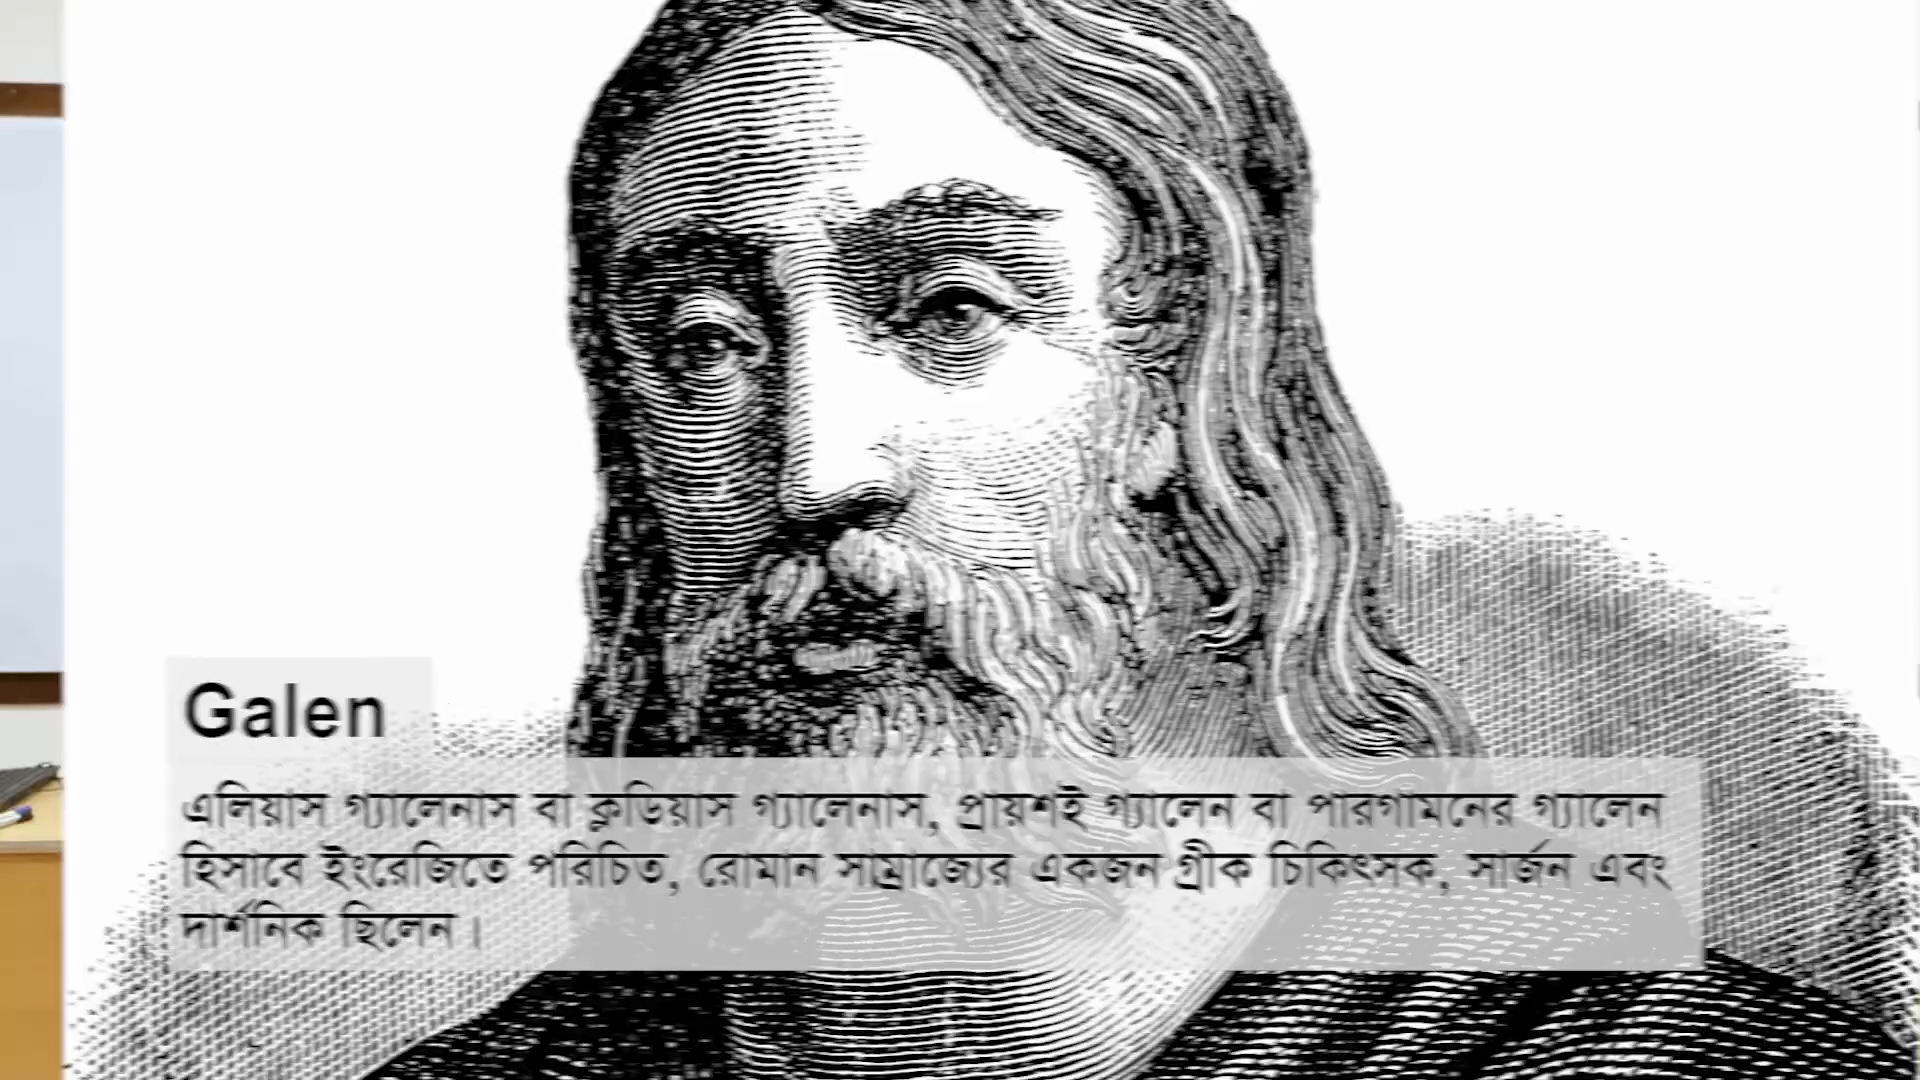 Galen
এলিয়াস গ্যালেনাস বা ক্লডিয়াস গ্যালেনাস, প্রায়শই গ্যালেন বা পারগামনের গ্যালেন
হিসাবে ইংরেজিতে পরিচিত, রোমান সাম্রাজ্যের একজন গ্রীক চিকিৎসক, সার্জন এবং
দার্শনিক ছিলেন।